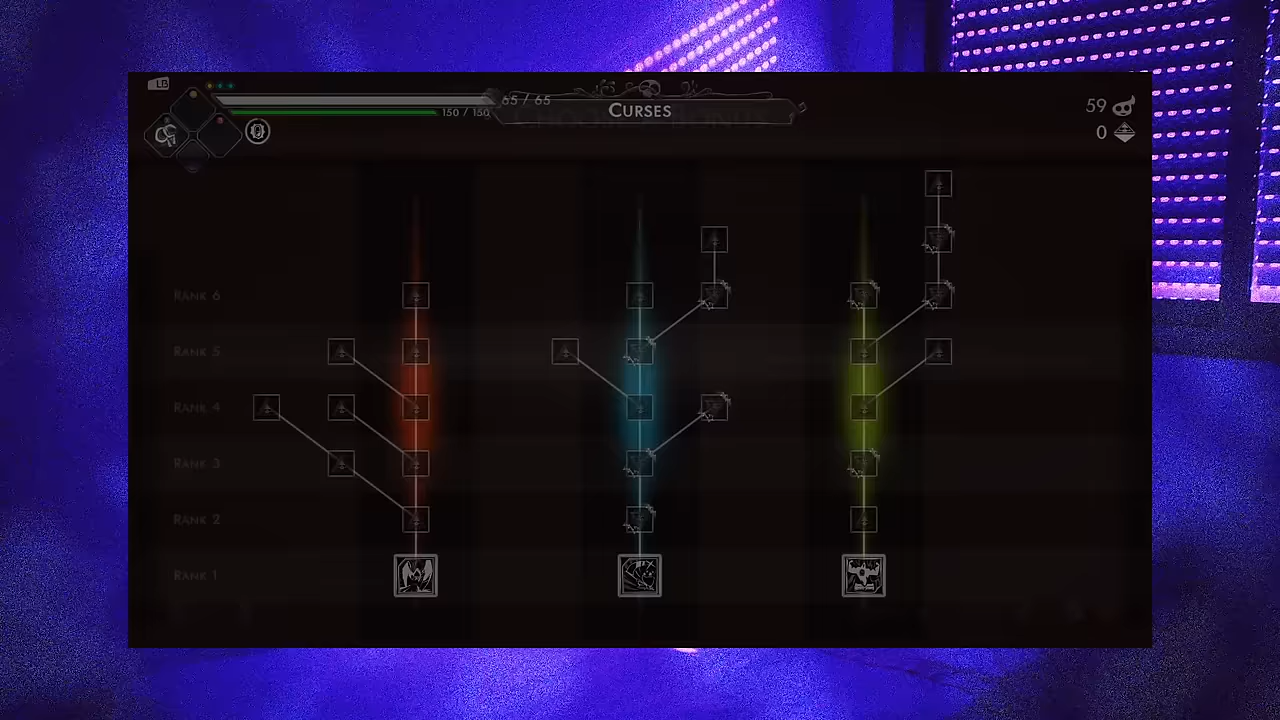 LB
65 / 65
CURSES
59
150 / 150
0
RANK 6
RANK 5
RANK 4
RANK 3
RANK 2
RANK 1